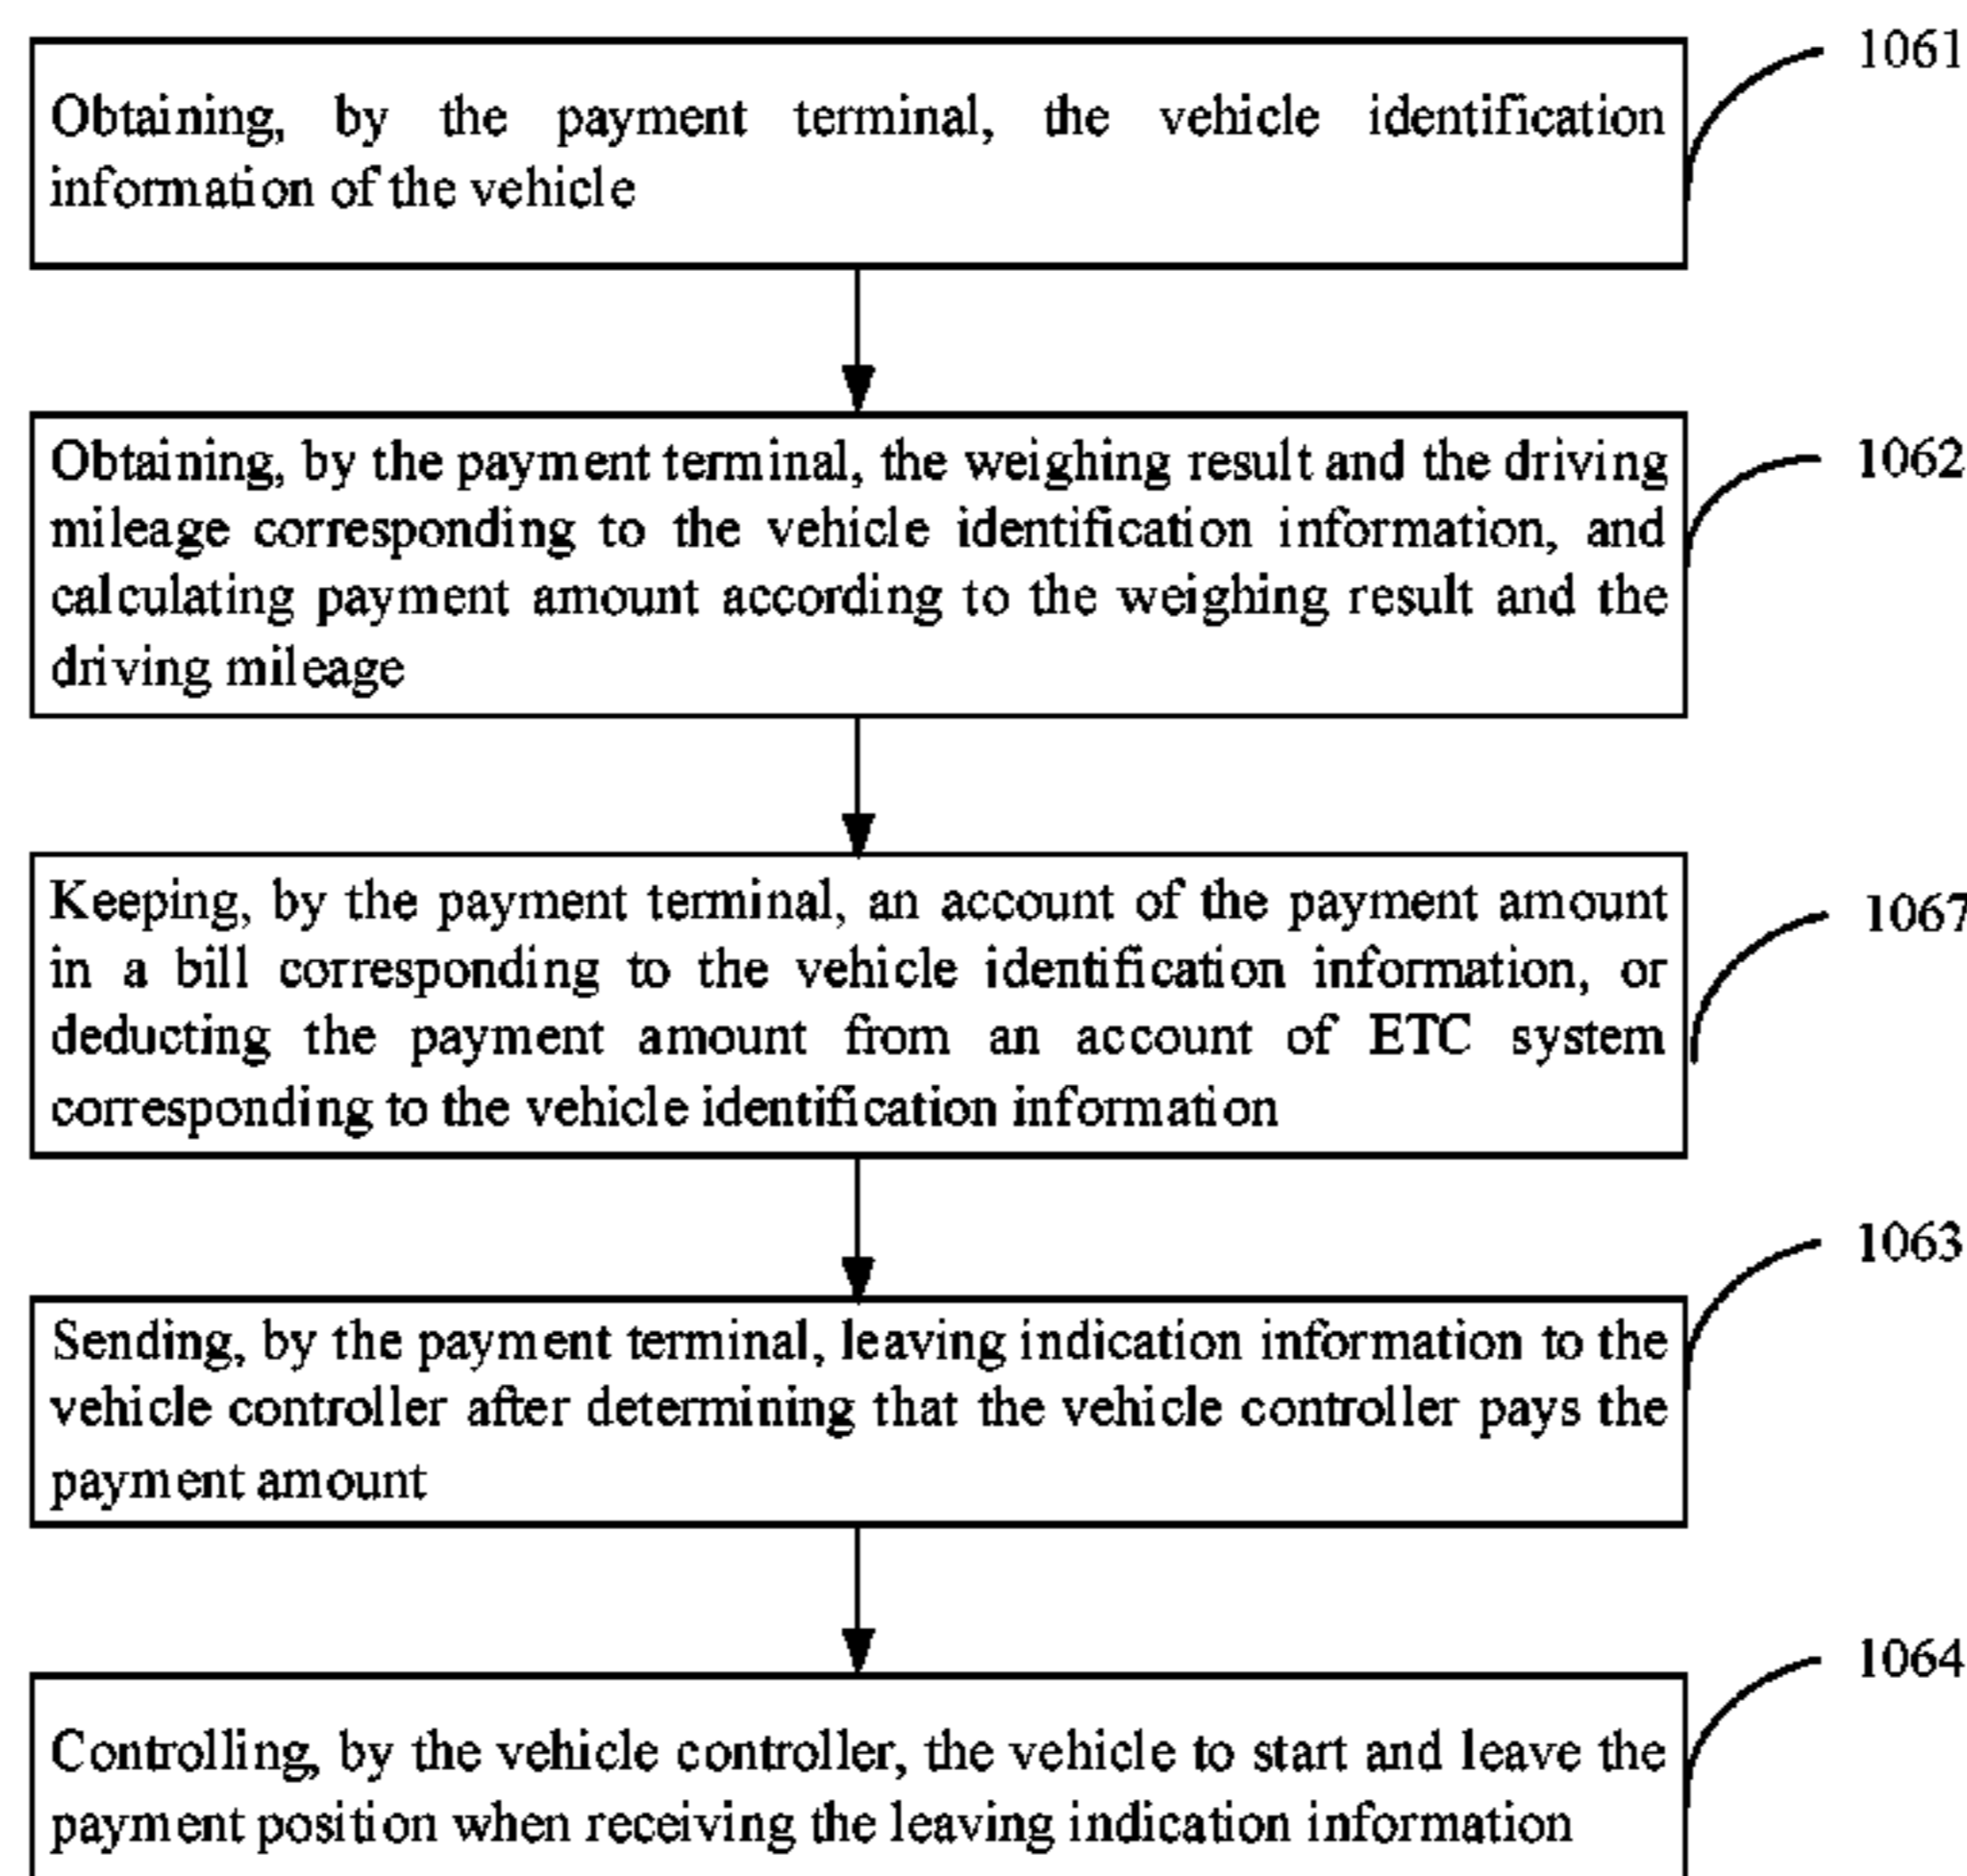 1061
Obtaining, by the payment terminal, the vehicle identification
information of the vehicle
1062
Obtaining, by the payment terminal, the weighing result and the driving
mileage corresponding to the vehicle identification information, and
calculating payment amount according to the weighing result and the
driving mileage
1067
Keeping, by the payment terminal, an account of the payment amount
in a bill corresponding to the vehicle identification information, or
deducting the payment amount from an account of ETC system
corresponding to the vehicle identification information
1063
Sending, by the payment terminal, leaving indication information to the
vehicle controller after determining that the vehicle controller pays the
payment amount
1064
Controlling, by the vehicle controller, the vehicle to start and leave the
payment position when receiving the leaving indication information